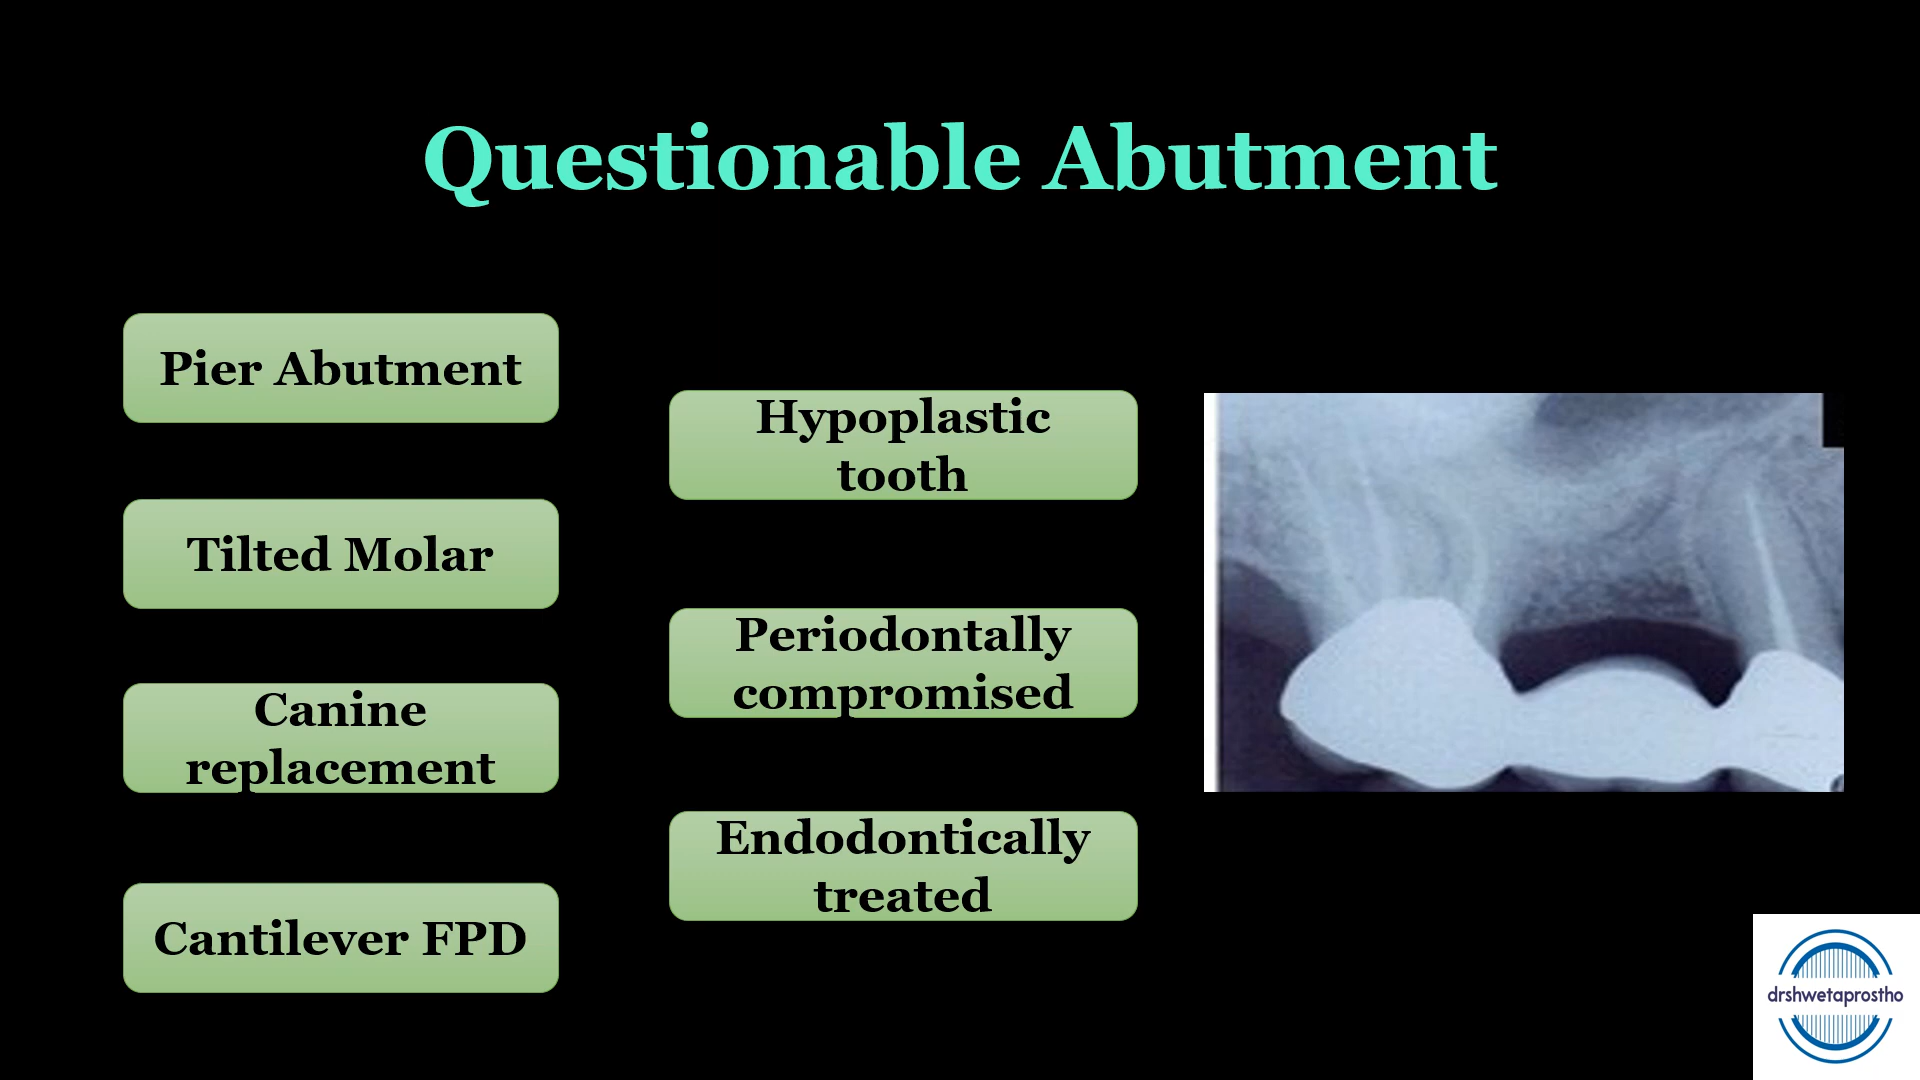 Questionable Abutment
Pier Abutment
Tilted Molar
Canine
replacement
Cantilever FPD
Hypoplastic
tooth
Periodontally
compromised
Endodontically
treated
drshwetaprostho